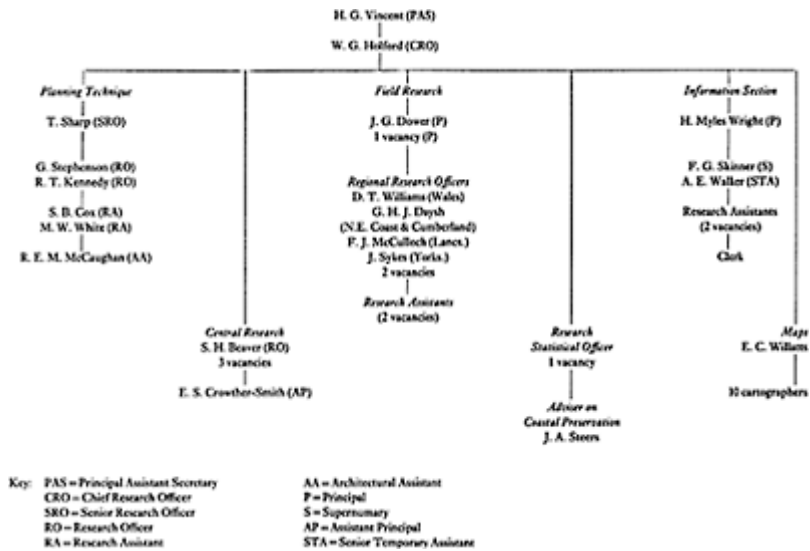 H. G. Vincent (PAS)
W. G. Holford (CRO)
Planning Technique
T. Sharp (SRO)
G. Stephenson (RO)
R. T. Kennedy (RO)
S. B. Cox (RA)
M. W. White (RA)
R. E. M. McCaughan (AA)
Field Research
J. G. Dower (P)
1 vacancy (P)
Regional Research Officers
D. T. Williams (Wales)
G. H. J. Daysh
(N.E. Coast & Cumberland)
F. J. McCulloch (Lancs.)
J. Sykes (Yorks.)
2 vacancies
Research Assistants
(2 vacancies)
Information Section
H. Myles Wright (P)
F. G. Skinner (S)
A. E. Walker (STA)
Research Assistants
(2 vacancies)
Clerk
Central Research
S. H. Beaver (RO)
3 vacancies
E. S. Crowther-Smith (AP)
Research
Statistical Officer
1 vacancy
Adviser on
Coastal Preservation
J. A. Steers
Maps
E. C. Willatts
10 cartographers
Key: PAS = Principal Assistant Secretary
CRO = Chief Research Officer
SRO = Senior Research Officer
RO = Research Officer
RA = Research Assistant
AA = Architectural Assistant
P = Principal
S = Supernumary
AP = Assistant Principal
STA = Senior Temporary Assistant